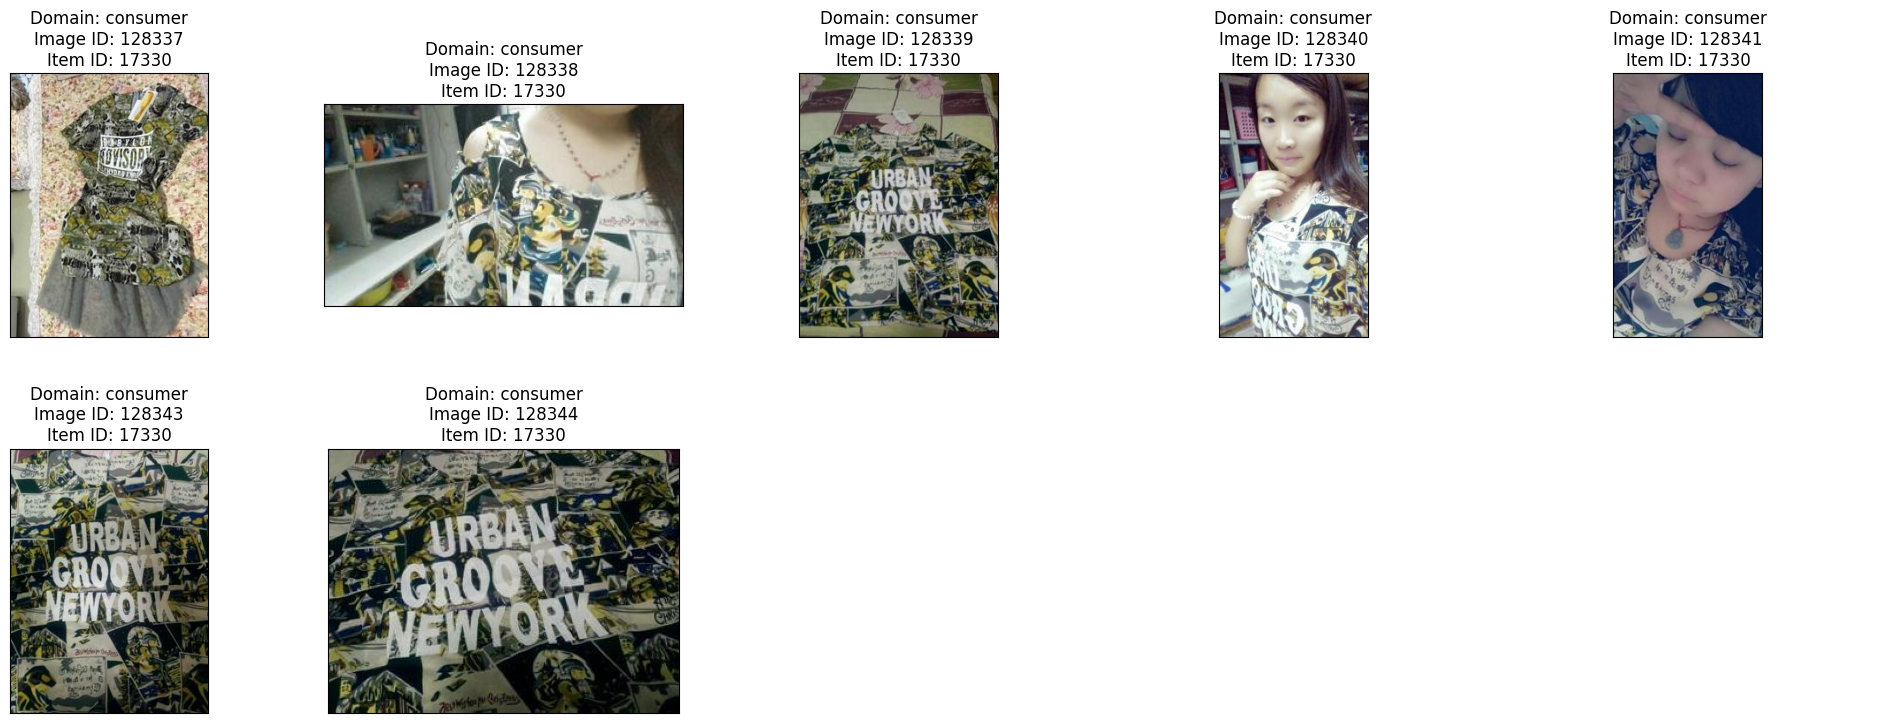 Domain: consumer
Image ID: 128337
Item ID: 17330
Domain: consumer
Image ID: 128338
Item ID: 17330
Domain: consumer
Image ID: 128339
Item ID: 17330
URBAN
GROOVE
NEWYORK
Domain: consumer
Image ID: 128340
Item ID: 17330
Domain: consumer
Image ID: 128341
Item ID: 17330
Domain: consumer
Image ID: 128343
Item ID: 17330
URBAN
GROOVE
NEWYORK
Domain: consumer
Image ID: 128344
Item ID: 17330
URBAN
GROOVE
NEWYORK